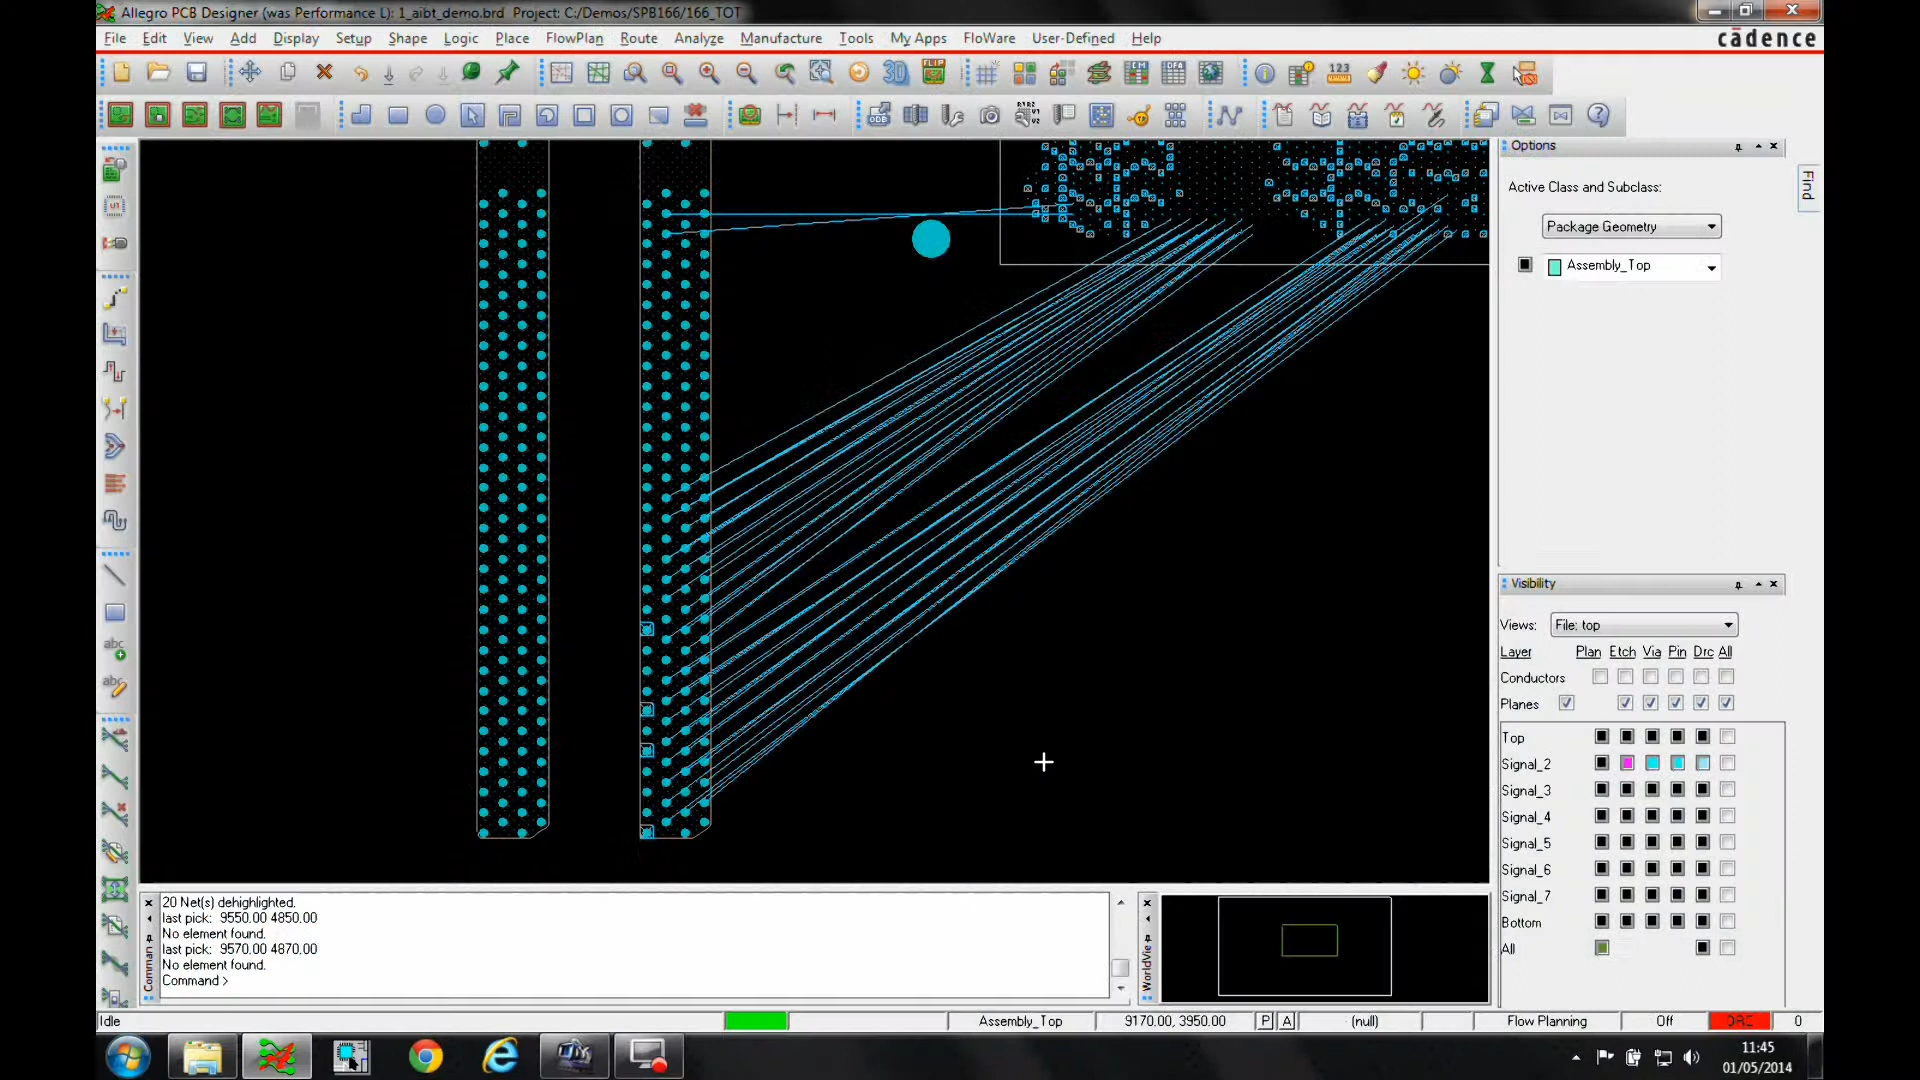 Allegro PCB Designer (was Performance L): 1_aibt_demo.brd Project: C:/Demos/SPB166/166_TOT
File Edit View Add Display Setup Shape Logic Place FlowPlan Route Analyze Manufacture Tools My Apps FloWare User-Defined Help
cādence
Options
Active Class and Subclass:
Package Geometry
Assembly_Top
Find
Visibility
Views: File: top
Layer Plan Etch Via Pin Drc All
Conductors
Planes
Top
Signal_2
Signal_3
Signal_4
Signal_5
Signal_6
Signal_7
Bottom
All
20 Net(s) dehighlighted.
last pick: 9550.00 4850.00
No element found.
last pick: 9570.00 4870.00
No element found.
Command >
Comman
WorldVie
Idle
Assembly_Top
9170.00, 3950.00
P A
(null)
Flow Planning
Off
DRC
0
11:45
01/05/2014